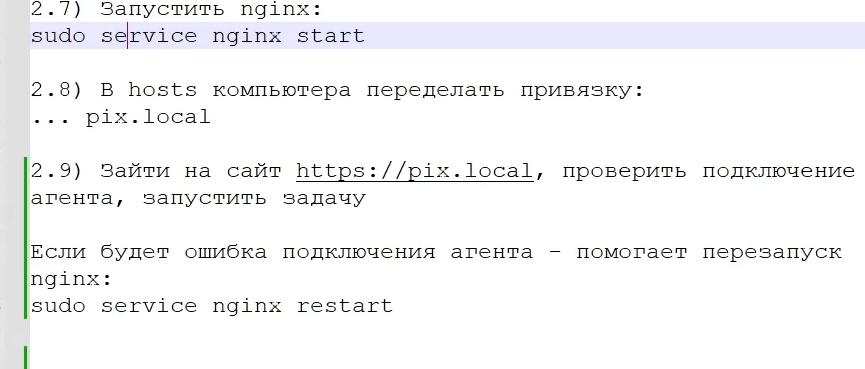 2.7) Запустить nginx:
sudo service nginx start
2.8) В hosts компьютера переделать привязку:
... pix.local
2.9) Зайти на сайт https://pix.local, проверить подключение
агента, запустить задачу
Если будет ошибка подключения агента – помогает перезапуск
nginx:
sudo service nginx restart